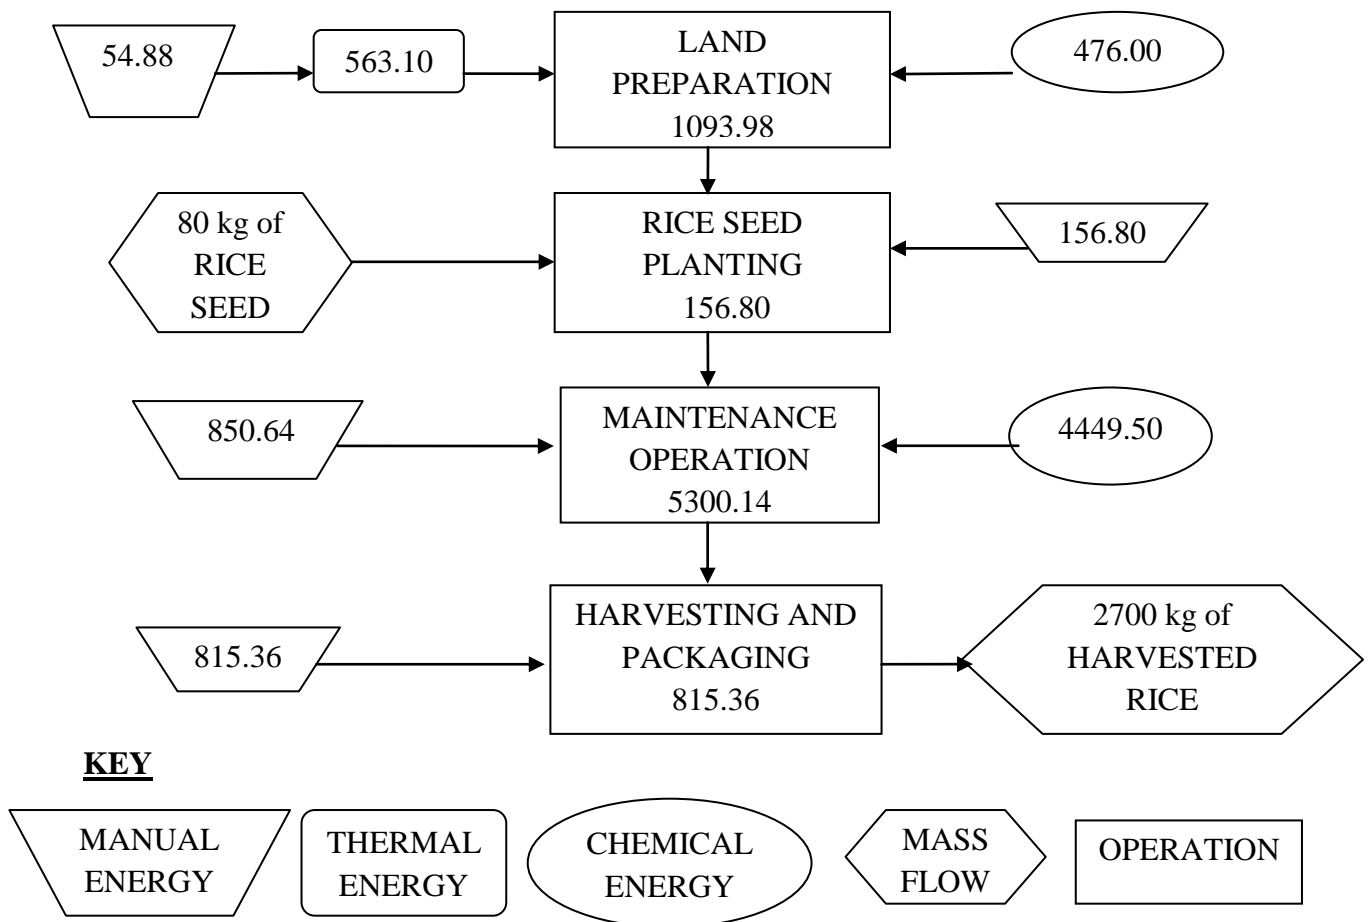 54.88
563.10
LAND
PREPARATION
1093.98
476.00
80 kg of
RICE
SEED
RICE SEED
PLANTING
156.80
156.80
850.64
MAINTENANCE
OPERATION
5300.14
4449.50
815.36
HARVESTING AND
PACKAGING
815.36
2700 kg of
HARVESTED
RICE
KEY
MANUAL
ENERGY
THERMAL
ENERGY
CHEMICAL
ENERGY
MASS
FLOW
OPERATION